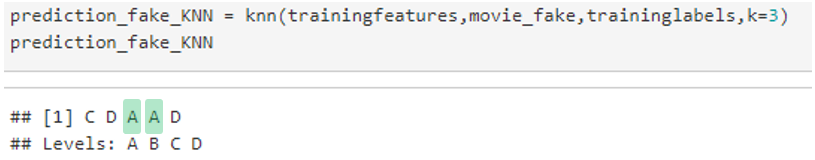 prediction_fake_KNN = knn(trainingfeatures,movie_fake,traininglabels,k=3)
prediction_fake_KNN
## [1] C D A A D
## Levels: A B C D